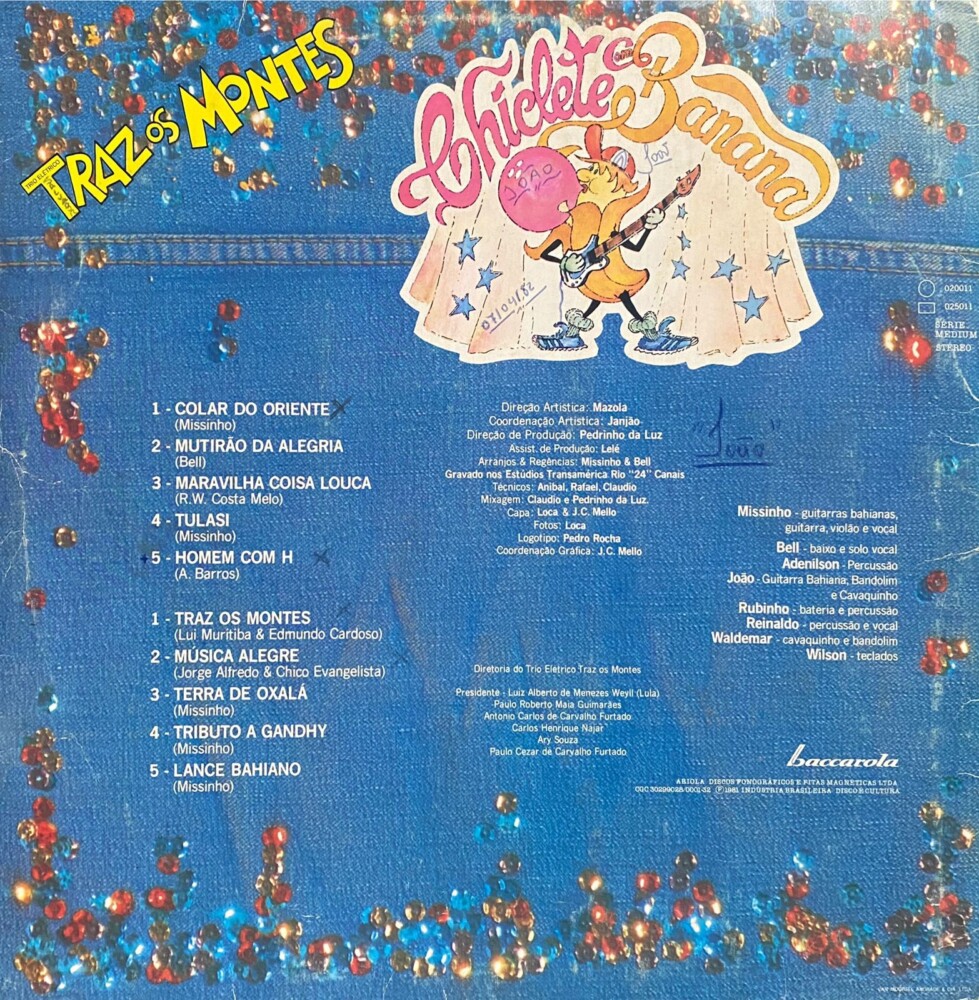 TRIO ELÉTRICO
TRAZ OS MONTES
Chiclete com Banana
JOÃO
João
07/04/82
020011
025011
SÉRIE
MEDIUM
STÉREO
1 - COLAR DO ORIENTE
(Missinho)
2 - MUTIRÃO DA ALEGRIA
(Bell)
3 - MARAVILHA COISA LOUCA
(R.W. Costa Melo)
4 - TULASI
(Missinho)
5 - HOMEM COM H
(A. Barros)
1 - TRAZ OS MONTES
(Lui Muritiba & Edmundo Cardoso)
2 - MÚSICA ALEGRE
(Jorge Alfredo & Chico Evangelista)
3 - TERRA DE OXALÁ
(Missinho)
4 - TRIBUTO A GANDHY
(Missinho)
5 - LANCE BAHIANO
(Missinho)
Direção Artistica: Mazola
Coordenação Artistica: Janjão
Direção de Produção: Pedrinho da Luz
Assist. de Produção: Lelé
Arranjos & Regências: Missinho & Bell
Gravado nos Estúdios Transamérica Rio "24" Canais
Técnicos: Anibal, Rafael, Claudio
Mixagem: Claudio e Pedrinho da Luz.
Capa: Loca & J.C. Mello
Fotos: Loca
Logotipo: Pedro Rocha
Coordenação Gráfica: J.C. Mello
Diretoria do Trio Elétrico Traz os Montes
Presidente - Luiz Alberto de Menezes Weyll (Lula)
Paulo Roberto Maia Guimarães
Antonio Carlos de Carvalho Furtado
Carlos Henrique Najar
Ary Souza
Paulo Cezar de Carvalho Furtado
"João"
Missinho - guitarras bahianas,
guitarra, violão e vocal
Bell - baixo e solo vocal
Adenilson - Percussão
João - Guitarra Bahiana, Bandolim
e Cavaquinho
Rubinho - bateria e percussão
Reinaldo - percussão e vocal
Waldemar - cavaquinho e bandolim
Wilson - teclados
baccarola
ARIOLA DISCOS FONOGRÁFICOS E FITAS MAGNÉTICAS LTDA
CGC 30299028/0001-32 Ⓟ 1981 INDÚSTRIA BRASILEIRA DISCO É CULTURA